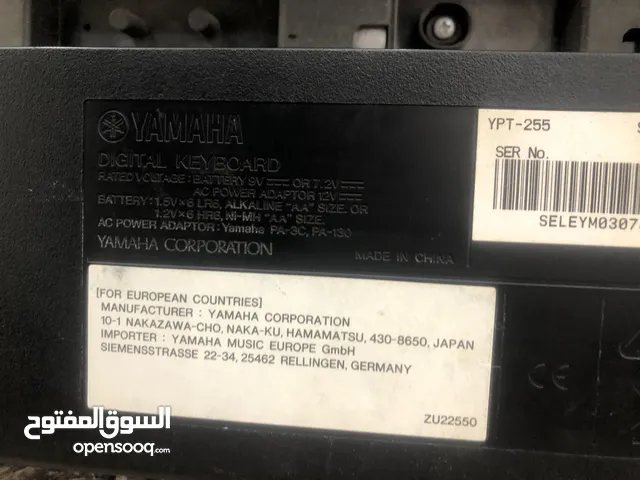 YAMAHA
DIGITAL KEYBOARD
RATED VOLTAGE: BATTERY 9V OR 7.2V
AC POWER ADAPTOR 12V
BATTERY: 1.5V×6 LR6, ALKALINE "AA" SIZE, OR
1.2V×6 HR6, Ni-MH "AA" SIZE.
AC POWER ADAPTOR: Yamaha PA-3C, PA-130
YAMAHA CORPORATION
MADE IN CHINA
YPT-255
SER No.
SELEYM0307
[FOR EUROPEAN COUNTRIES]
MANUFACTURER : YAMAHA CORPORATION
10-1 NAKAZAWA-CHO, NAKA-KU, HAMAMATSU, 430-8650, JAPAN
IMPORTER : YAMAHA MUSIC EUROPE GmbH
SIEMENSSTRASSE 22-34, 25462 RELLINGEN, GERMANY
ZU22550
CE
السوق المفتوح
opensooq.com